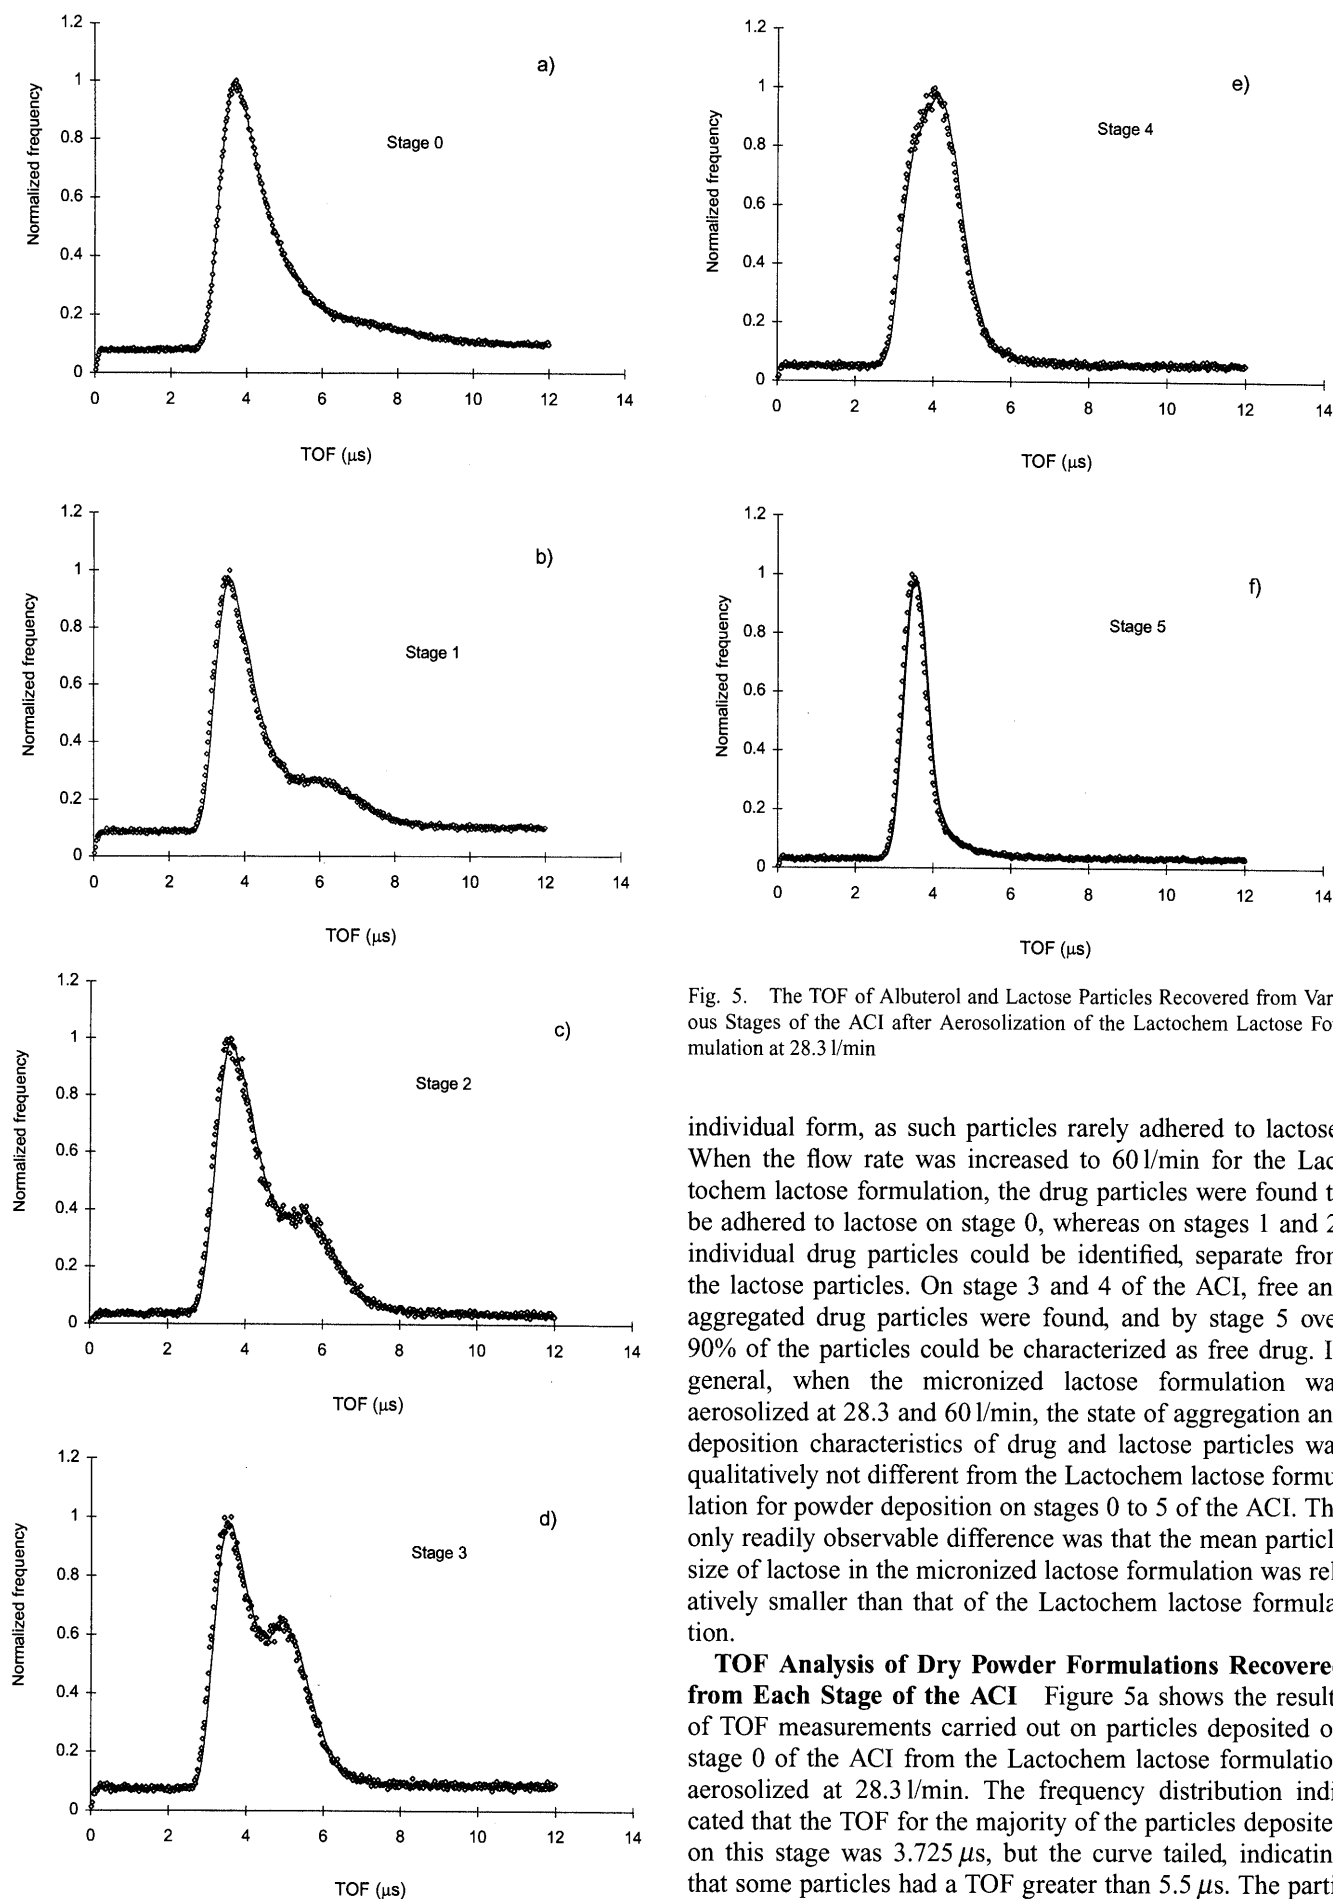 1.2
1
0.8
0.6
0.4
0.2
0
Normalized frequency
a)
Stage 0
0 2 4 6 8 10 12 14
TOF (μs)
1.2
1
0.8
0.6
0.4
0.2
0
Normalized frequency
b)
Stage 1
0 2 4 6 8 10 12 14
TOF (μs)
1.2
1
0.8
0.6
0.4
0.2
0
Normalized frequency
c)
Stage 2
0 2 4 6 8 10 12 14
TOF (μs)
1.2
1
0.8
0.6
0.4
0.2
0
Normalized frequency
d)
Stage 3
0 2 4 6 8 10 12 14
TOF (μs)
1.2
1
0.8
0.6
0.4
0.2
0
Normalized frequency
e)
Stage 4
0 2 4 6 8 10 12 14
TOF (μs)
1.2
1
0.8
0.6
0.4
0.2
0
Normalized frequency
f)
Stage 5
0 2 4 6 8 10 12 14
TOF (μs)
Fig. 5. The TOF of Albuterol and Lactose Particles Recovered from Var
ous Stages of the ACI after Aerosolization of the Lactochem Lactose Fo
mulation at 28.3 l/min
individual form, as such particles rarely adhered to lactose
When the flow rate was increased to 60 l/min for the Lac
tochem lactose formulation, the drug particles were found t
be adhered to lactose on stage 0, whereas on stages 1 and 2
individual drug particles could be identified, separate fro
the lactose particles. On stage 3 and 4 of the ACI, free an
aggregated drug particles were found, and by stage 5 ove
90% of the particles could be characterized as free drug. I
general, when the micronized lactose formulation wa
aerosolized at 28.3 and 60 l/min, the state of aggregation an
deposition characteristics of drug and lactose particles wa
qualitatively not different from the Lactochem lactose formu
lation for powder deposition on stages 0 to 5 of the ACI. Th
only readily observable difference was that the mean particl
size of lactose in the micronized lactose formulation was rel
atively smaller than that of the Lactochem lactose formula
tion.
TOF Analysis of Dry Powder Formulations Recovere
from Each Stage of the ACI Figure 5a shows the result
of TOF measurements carried out on particles deposited o
stage 0 of the ACI from the Lactochem lactose formulatio
aerosolized at 28.3 l/min. The frequency distribution indi
cated that the TOF for the majority of the particles deposite
on this stage was 3.725 μs, but the curve tailed, indicatin
that some particles had a TOF greater than 5.5 μs. The parti